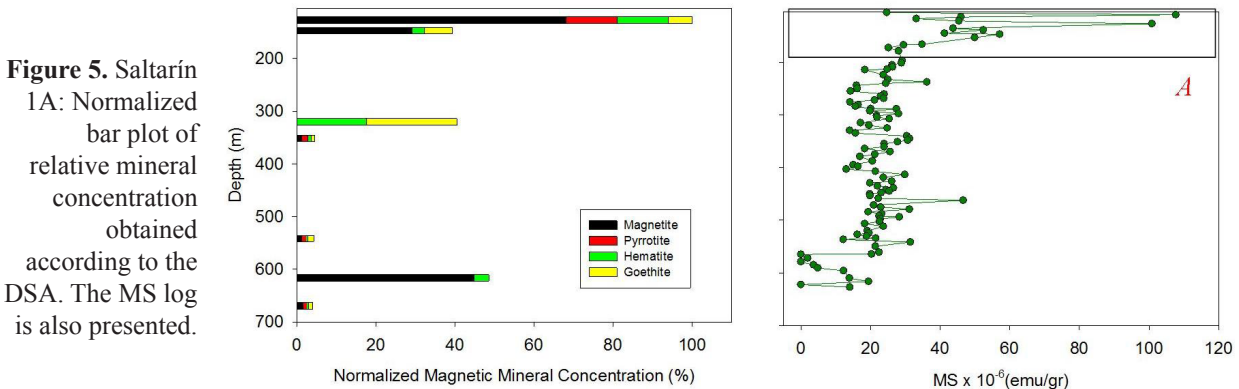 Figure 5. Saltarín
1A: Normalized
bar plot of
relative mineral
concentration
obtained
according to the
DSA. The MS log
is also presented.
200
300
400
500
600
700
Depth (m)
Magnetite
Pyrrotite
Hematite
Goethite
0 20 40 60 80 100
Normalized Magnetic Mineral Concentration (%)
A
0 20 40 60 80 100 120
MS x 10-6(emu/gr)